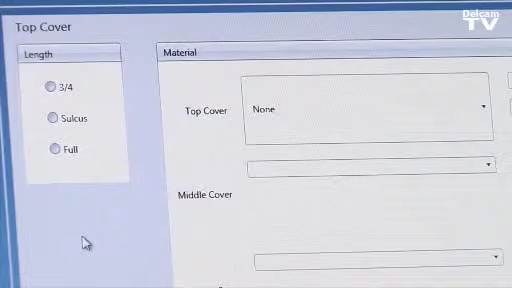 Delcam
TV
Top Cover
Length
Material
3/4
Sulcus
Full
Top Cover
None
Middle Cover